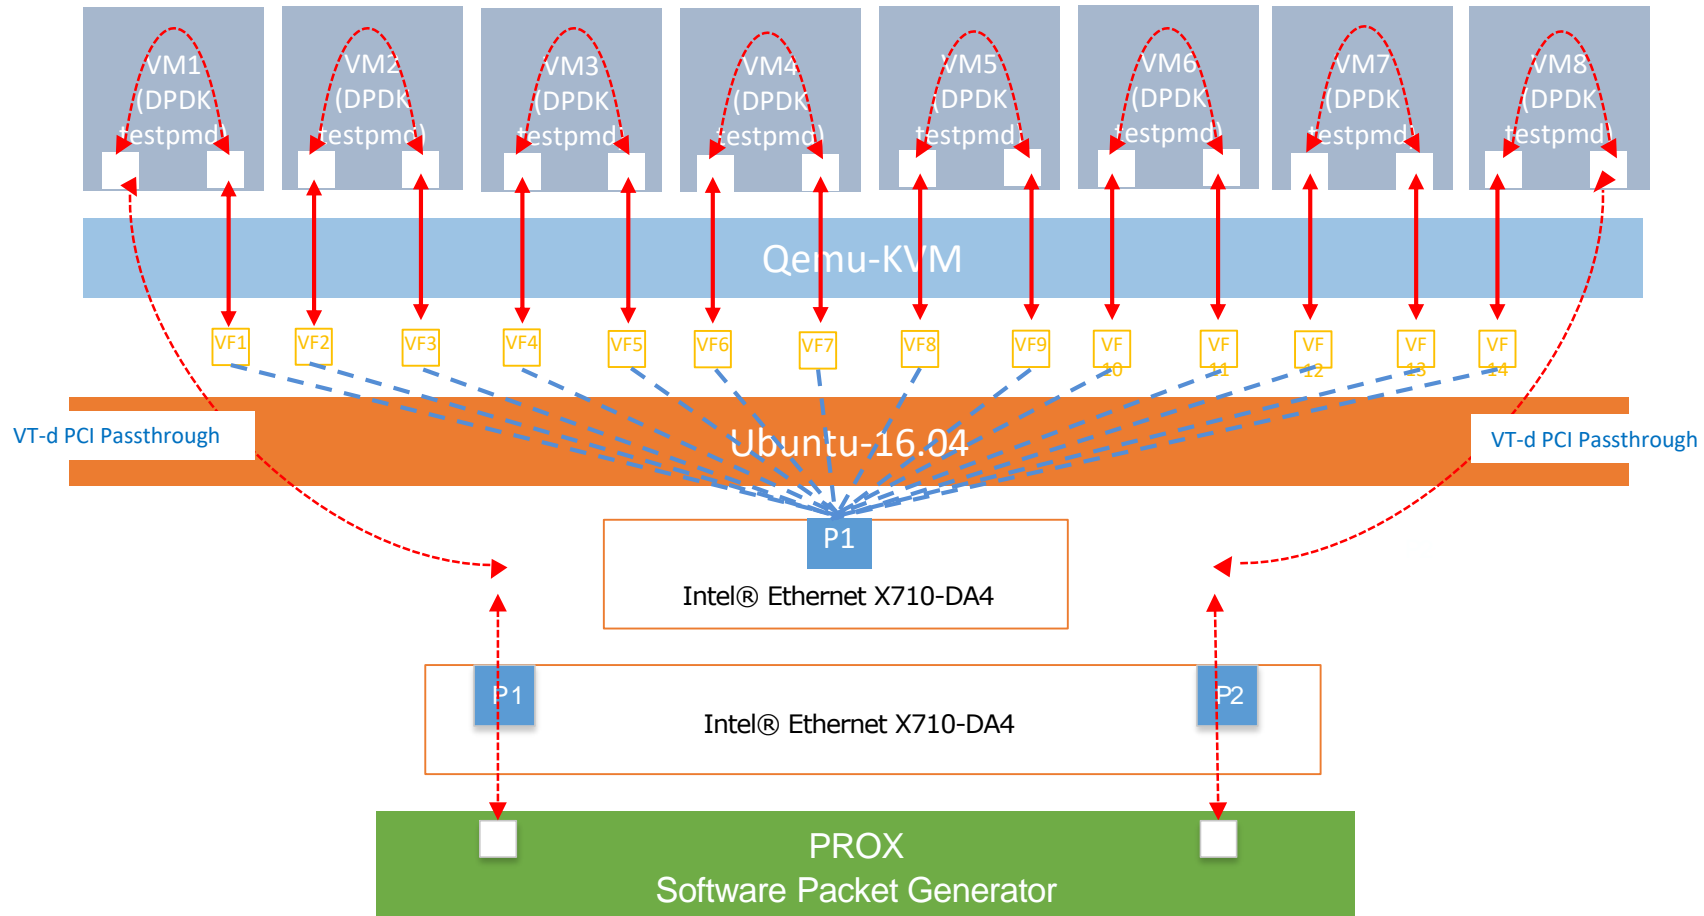 VM1
(DPDK
testpmd)
VM2
(DPDK
testpmd)
VM3
(DPDK
testpmd)
VM4
(DPDK
testpmd)
VM5
(DPDK
testpmd)
VM6
(DPDK
testpmd)
VM7
(DPDK
testpmd)
VM8
(DPDK
testpmd)
Qemu-KVM
VF1
VF2
VF3
VF4
VF5
VF6
VF7
VF8
VF9
VF
10
VF
11
VF
12
VF
13
VF
14
VT-d PCI Passthrough
Ubuntu-16.04
VT-d PCI Passthrough
P1
Intel® Ethernet X710-DA4
P1
P2
Intel® Ethernet X710-DA4
PROX
Software Packet Generator